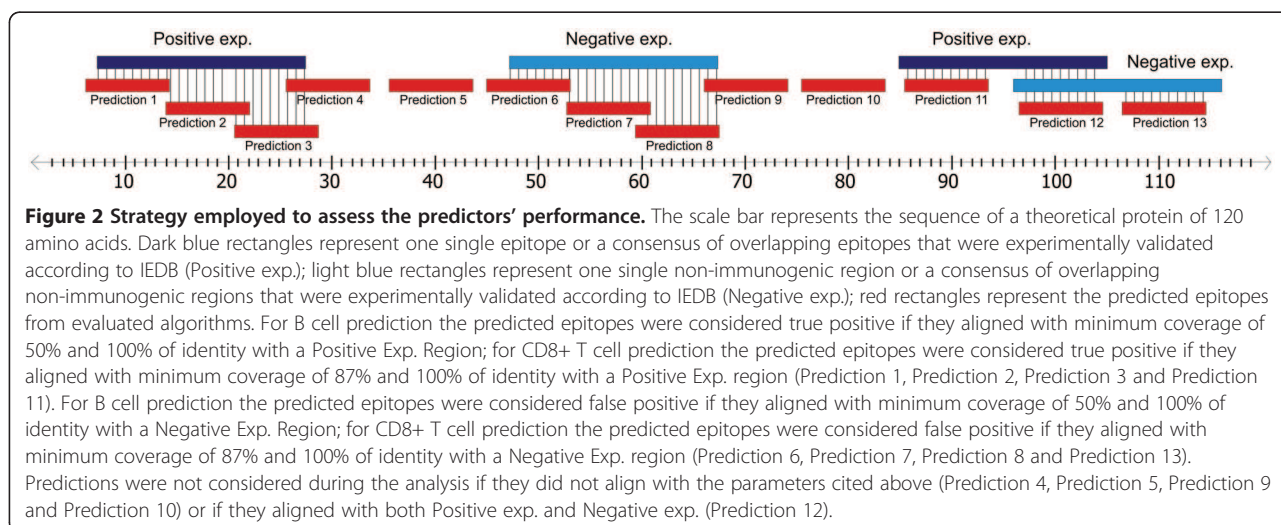 Positive exp.
Negative exp.
Positive exp.
Negative exp.
Prediction 1
Prediction 4
Prediction 5
Prediction 6
Prediction 9
Prediction 10
Prediction 11
Prediction 2
Prediction 7
Prediction 12
Prediction 13
Prediction 3
Prediction 8
10 20 30 40 50 60 70 80 90 100 110
Figure 2 Strategy employed to assess the predictors' performance. The scale bar represents the sequence of a theoretical protein of 120
amino acids. Dark blue rectangles represent one single epitope or a consensus of overlapping epitopes that were experimentally validated
according to IEDB (Positive exp.); light blue rectangles represent one single non-immunogenic region or a consensus of overlapping
non-immunogenic regions that were experimentally validated according to IEDB (Negative exp.); red rectangles represent the predicted epitopes
from evaluated algorithms. For B cell prediction the predicted epitopes were considered true positive if they aligned with minimum coverage of
50% and 100% of identity with a Positive Exp. Region; for CD8+ T cell prediction the predicted epitopes were considered true positive if they
aligned with minimum coverage of 87% and 100% of identity with a Positive Exp. region (Prediction 1, Prediction 2, Prediction 3 and Prediction
11). For B cell prediction the predicted epitopes were considered false positive if they aligned with minimum coverage of 50% and 100% of
identity with a Negative Exp. Region; for CD8+ T cell prediction the predicted epitopes were considered false positive if they aligned with
minimum coverage of 87% and 100% of identity with a Negative Exp. region (Prediction 6, Prediction 7, Prediction 8 and Prediction 13).
Predictions were not considered during the analysis if they did not align with the parameters cited above (Prediction 4, Prediction 5, Prediction 9
and Prediction 10) or if they aligned with both Positive exp. and Negative exp. (Prediction 12).